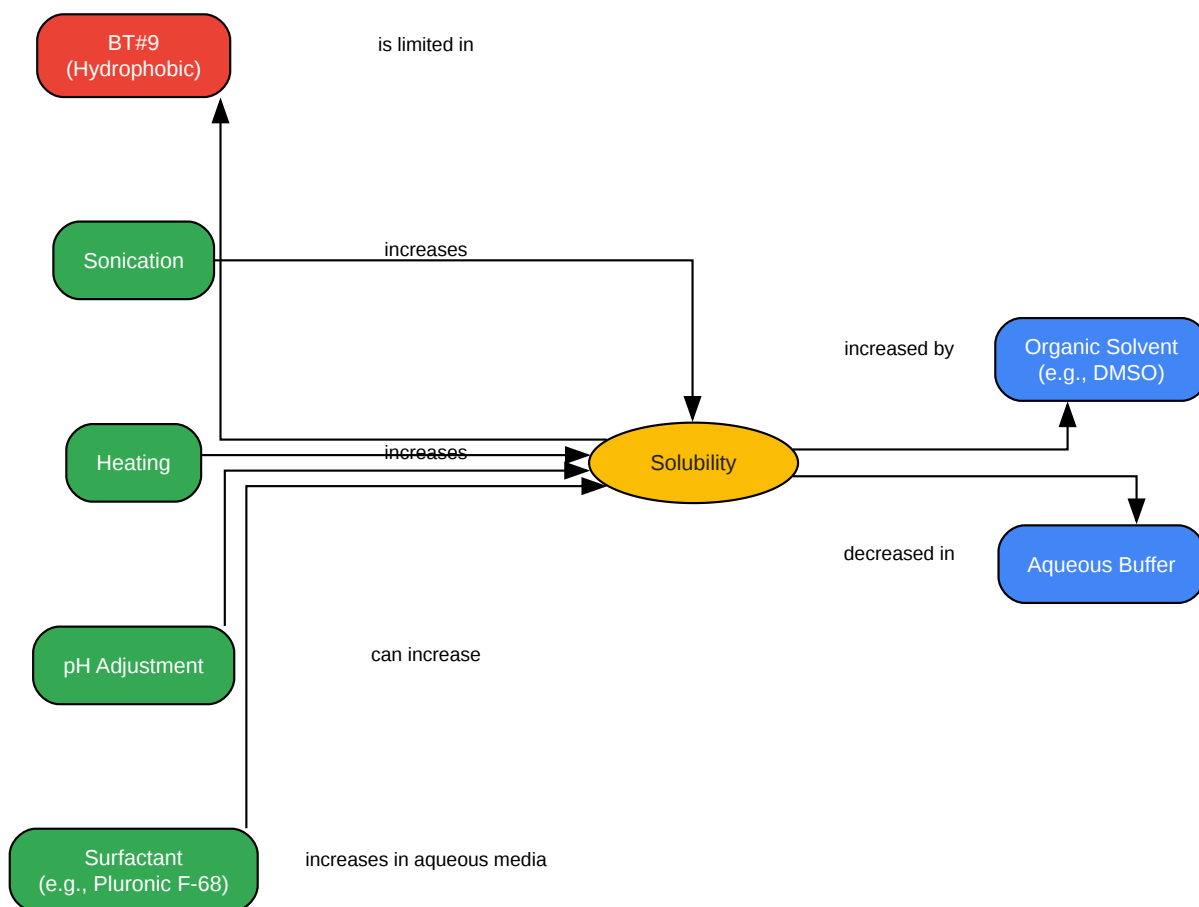 BT#9
(Hydrophobic)
is limited in
Sonication
increases
increased by
Organic Solvent
(e.g., DMSO)
Heating
increases
Solubility
decreased in
Aqueous Buffer
pH Adjustment
can increase
Surfactant
(e.g., Pluronic F-68)
increases in aqueous media